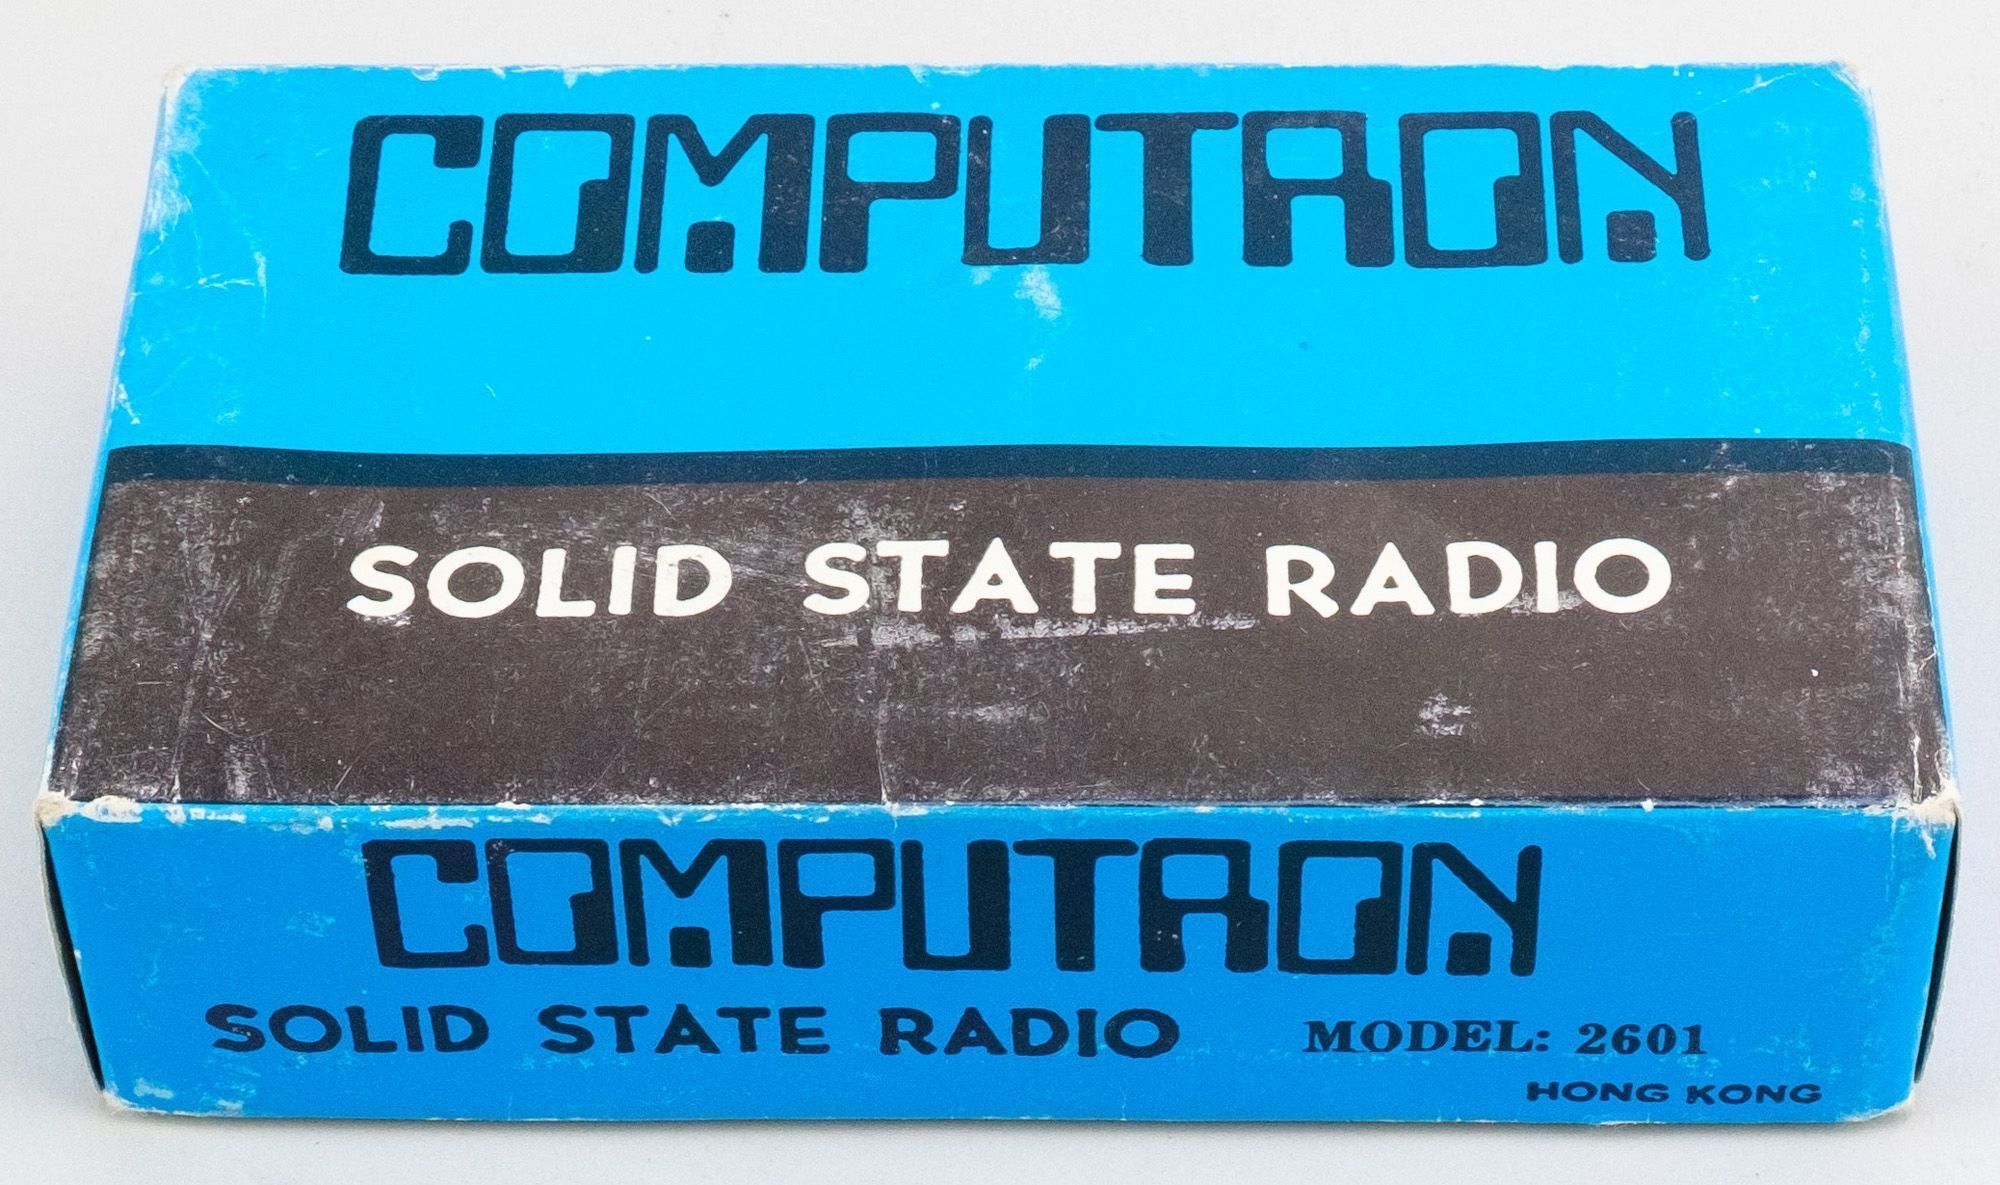 COMPUTRON
SOLID STATE RADIO
COMPUTRON
SOLID STATE RADIO MODEL: 2601
HONG KONG